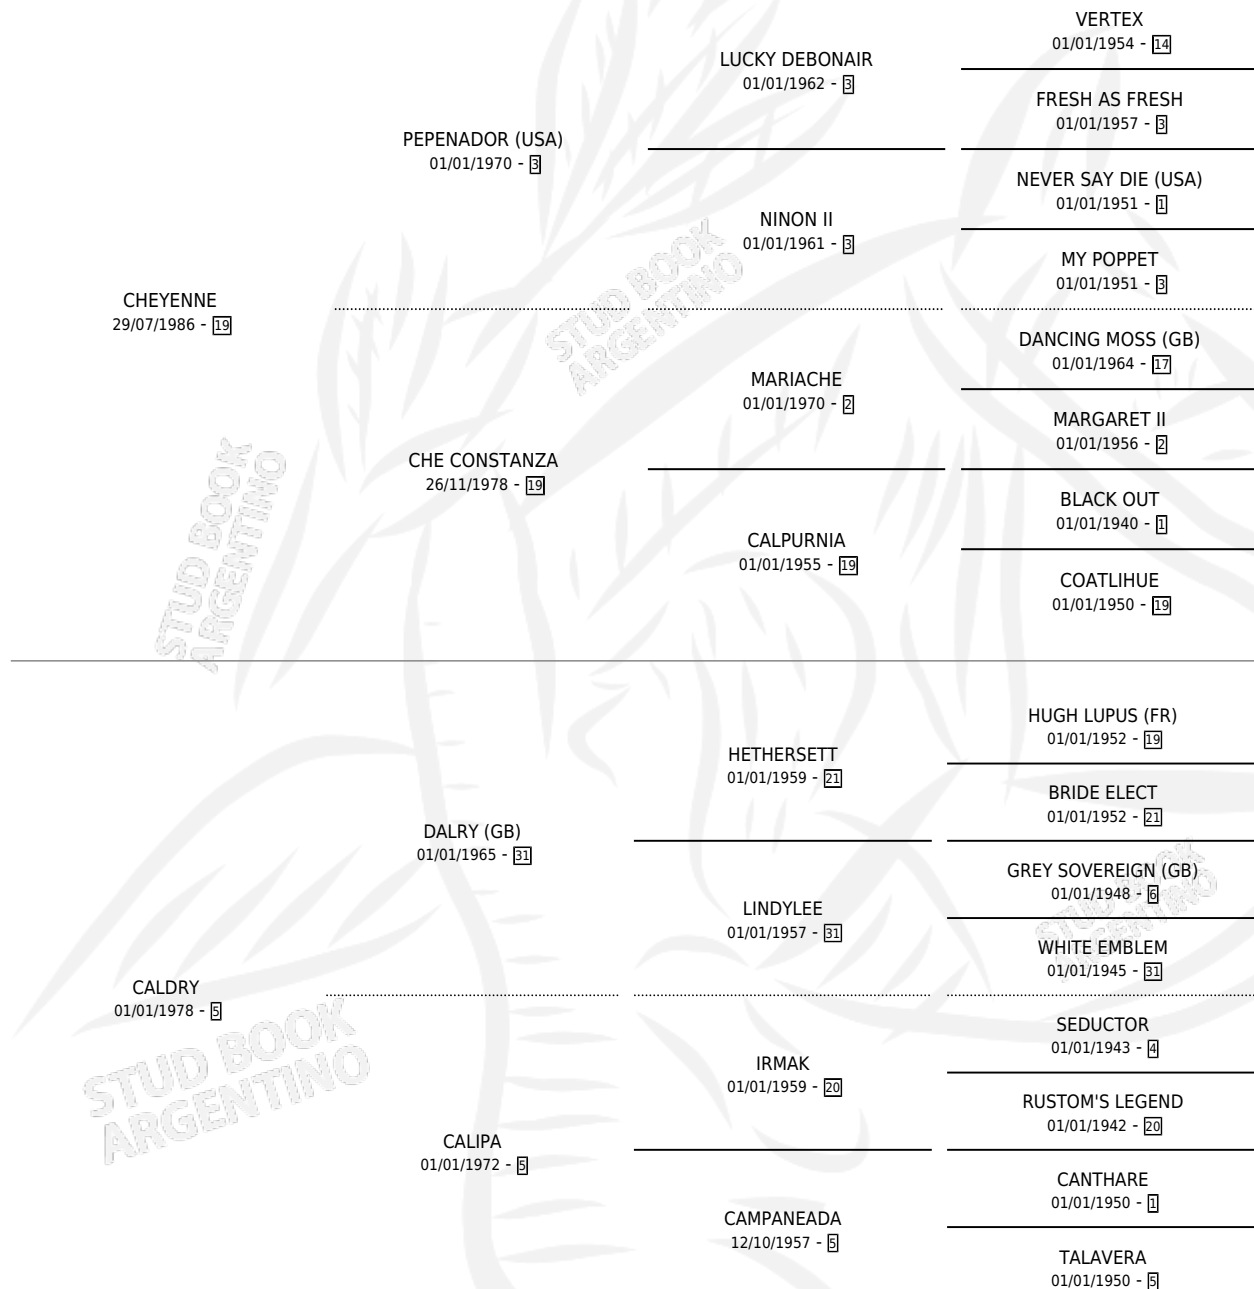 VERTEX
01/01/1954 - 14
LUCKY DEBONAIR
01/01/1962 - 3
FRESH AS FRESH
01/01/1957 - 3
PEPENADOR (USA)
01/01/1970 - 3
NEVER SAY DIE (USA)
01/01/1951 - 1
NINON II
01/01/1961 - 3
MY POPPET
01/01/1951 - 3
CHEYENNE
29/07/1986 - 19
DANCING MOSS (GB)
01/01/1964 - 17
MARIACHE
01/01/1970 - 2
MARGARET II
01/01/1956 - 2
CHE CONSTANZA
26/11/1978 - 19
BLACK OUT
01/01/1940 - 1
CALPURNIA
01/01/1955 - 19
COATLIHUE
01/01/1950 - 19
HUGH LUPUS (FR)
01/01/1952 - 19
HETHERSETT
01/01/1959 - 21
BRIDE ELECT
01/01/1952 - 21
DALRY (GB)
01/01/1965 - 31
GREY SOVEREIGN (GB)
01/01/1948 - 6
LINDYLEE
01/01/1957 - 31
WHITE EMBLEM
01/01/1945 - 31
CALDRY
01/01/1978 - 5
SEDUCTOR
01/01/1943 - 4
IRMAK
01/01/1959 - 20
RUSTOM'S LEGEND
01/01/1942 - 20
CALIPA
01/01/1972 - 5
CANTHARE
01/01/1950 - 1
CAMPANEADA
12/10/1957 - 5
TALAVERA
01/01/1950 - 5
STUD BOOK
ARGENTINO
STUD BOOK
ARGENTINO
STUD BOOK
ARGENTINO
STUD BOOK
ARGENTINO